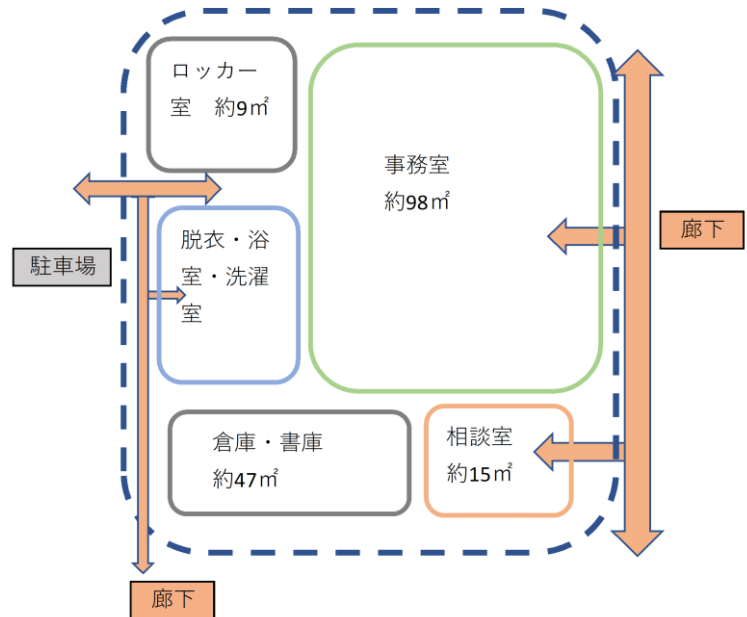 ロッカー
室　約9㎡
事務室
約98㎡
廊下
脱衣・浴
室・洗濯
室
駐車場
倉庫・書庫
約47㎡
相談室
約15㎡
廊下